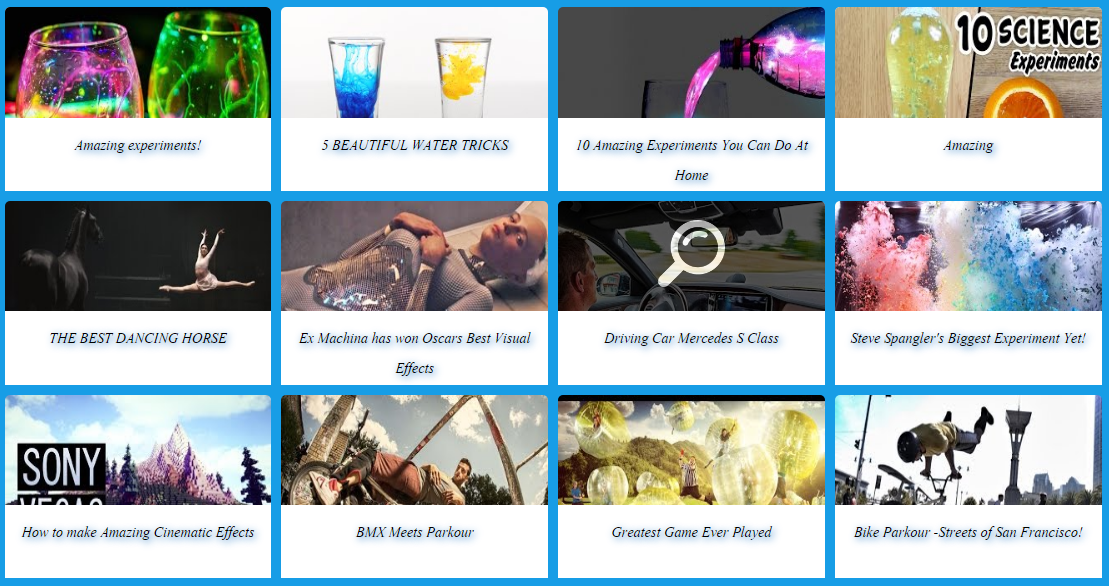 10 SCIENCE
Experiments
Amazing experiments!
5 BEAUTIFUL WATER TRICKS
10 Amazing Experiments You Can Do At
Home
Amazing
THE BEST DANCING HORSE
Ex Machina has won Oscars Best Visual
Effects
Driving Car Mercedes S Class
Steve Spangler's Biggest Experiment Yet!
SONY
VEGAS
How to make Amazing Cinematic Effects
BMX Meets Parkour
Greatest Game Ever Played
Bike Parkour -Streets of San Francisco!